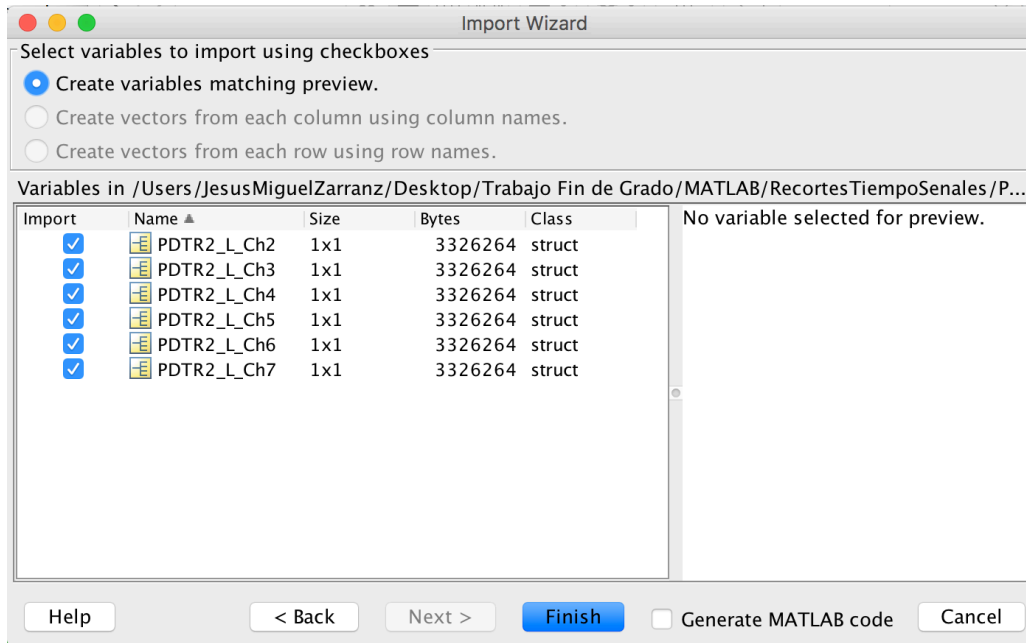 Import Wizard
Select variables to import using checkboxes
Create variables matching preview.
Create vectors from each column using column names.
Create vectors from each row using row names.
Variables in /Users/JesusMiguelZarranz/Desktop/Trabajo Fin de Grado/MATLAB/RecortesTiempoSenales/P...
Import Name Size Bytes Class
PDTR2_L_Ch2 1x1 3326264 struct
PDTR2_L_Ch3 1x1 3326264 struct
PDTR2_L_Ch4 1x1 3326264 struct
PDTR2_L_Ch5 1x1 3326264 struct
PDTR2_L_Ch6 1x1 3326264 struct
PDTR2_L_Ch7 1x1 3326264 struct
No variable selected for preview.
Help < Back Next > Finish Generate MATLAB code Cancel